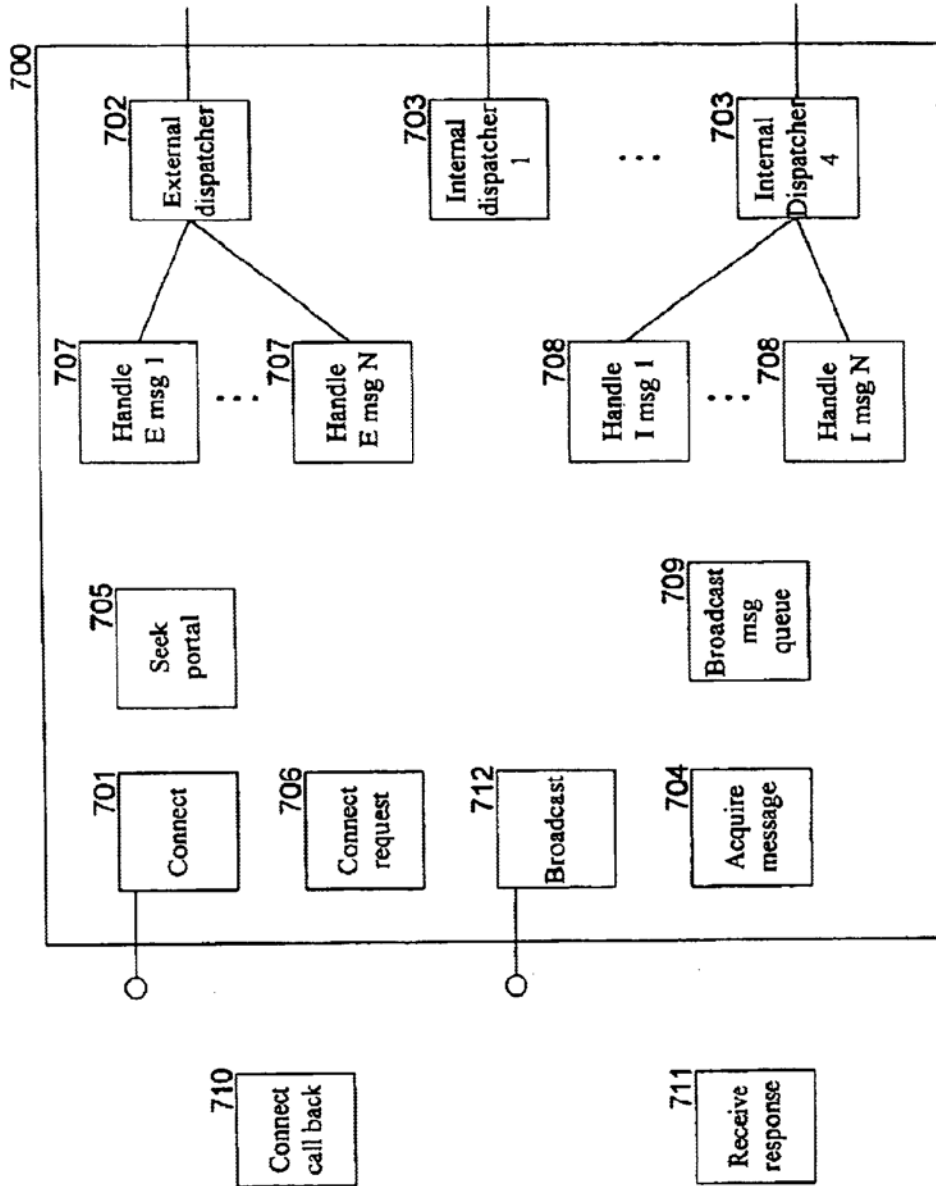 700
702
External
dispatcher
703
Internal
dispatcher
1
...
703
Internal
Dispatcher
4
707
Handle
E msg 1
...
707
Handle
E msg N
708
Handle
I msg 1
...
708
Handle
I msg N
705
Seek
portal
709
Broadcast
msg
queue
701
Connect
706
Connect
request
712
Broadcast
704
Acquire
message
710
Connect
call back
711
Receive
response